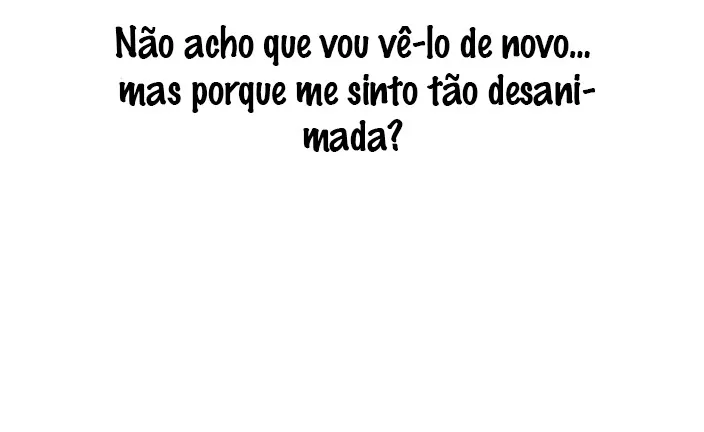 Não acho que vou vê-lo de novo...
mas porque me sinto tão desani-
mada?